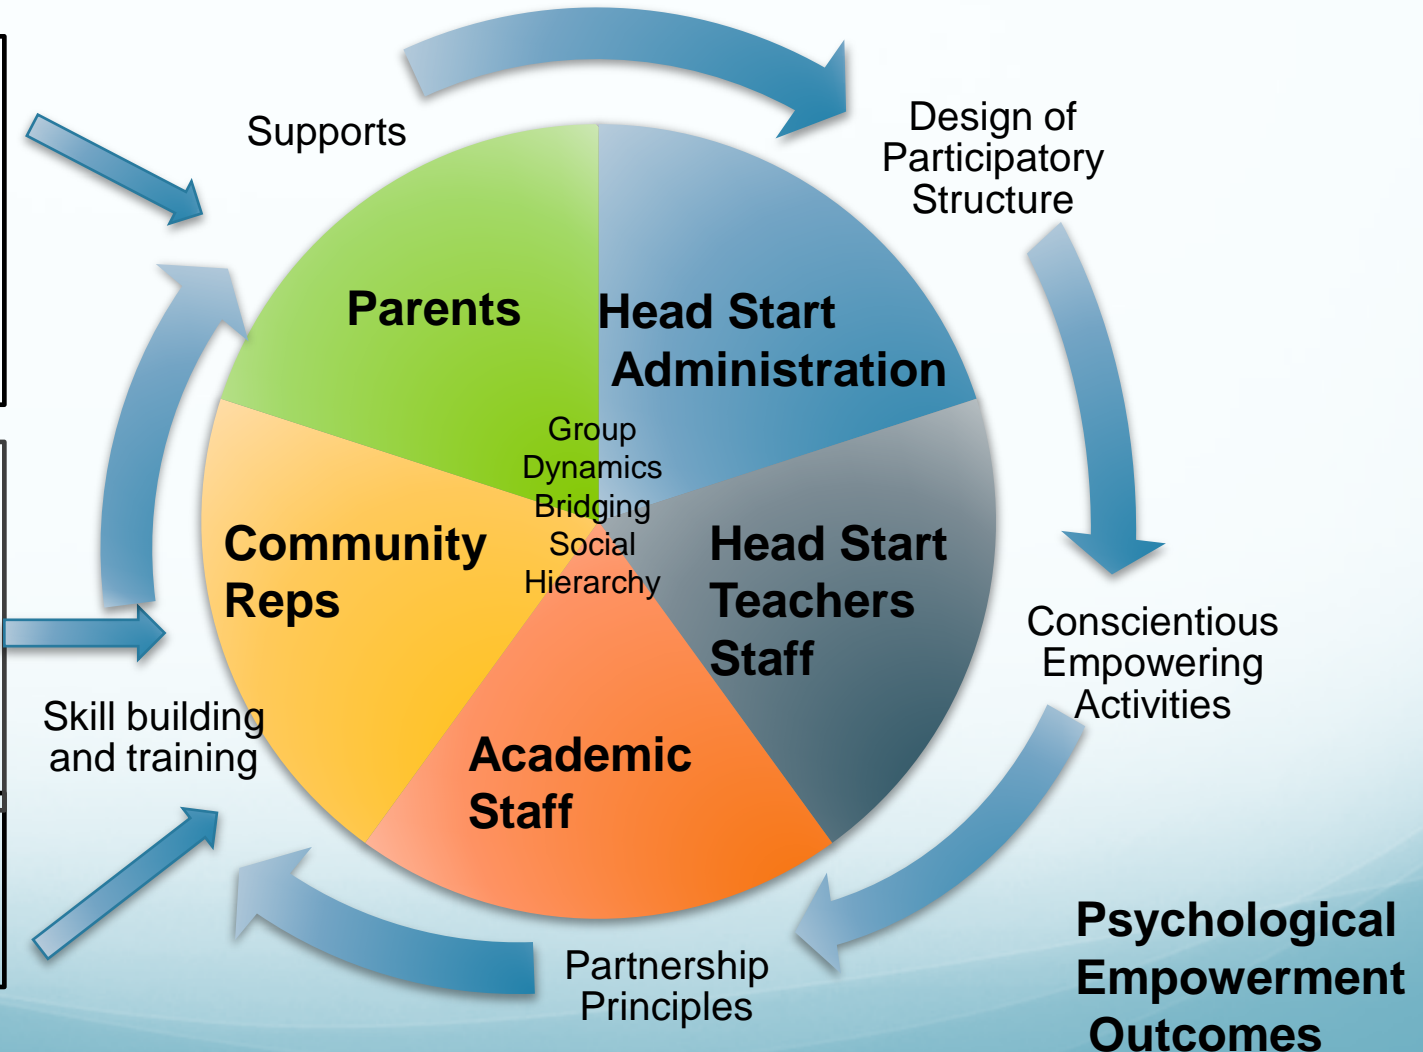 Supports
Design of
Participatory
Structure
Parents
Head Start
Administration
Group
Dynamics
Bridging
Social
Hierarchy
Community
Reps
Head Start
Teachers
Staff
Conscientious
Empowering
Activities
Skill building
and training
Academic
Staff
Partnership
Principles
Psychological
Empowerment
Outcomes